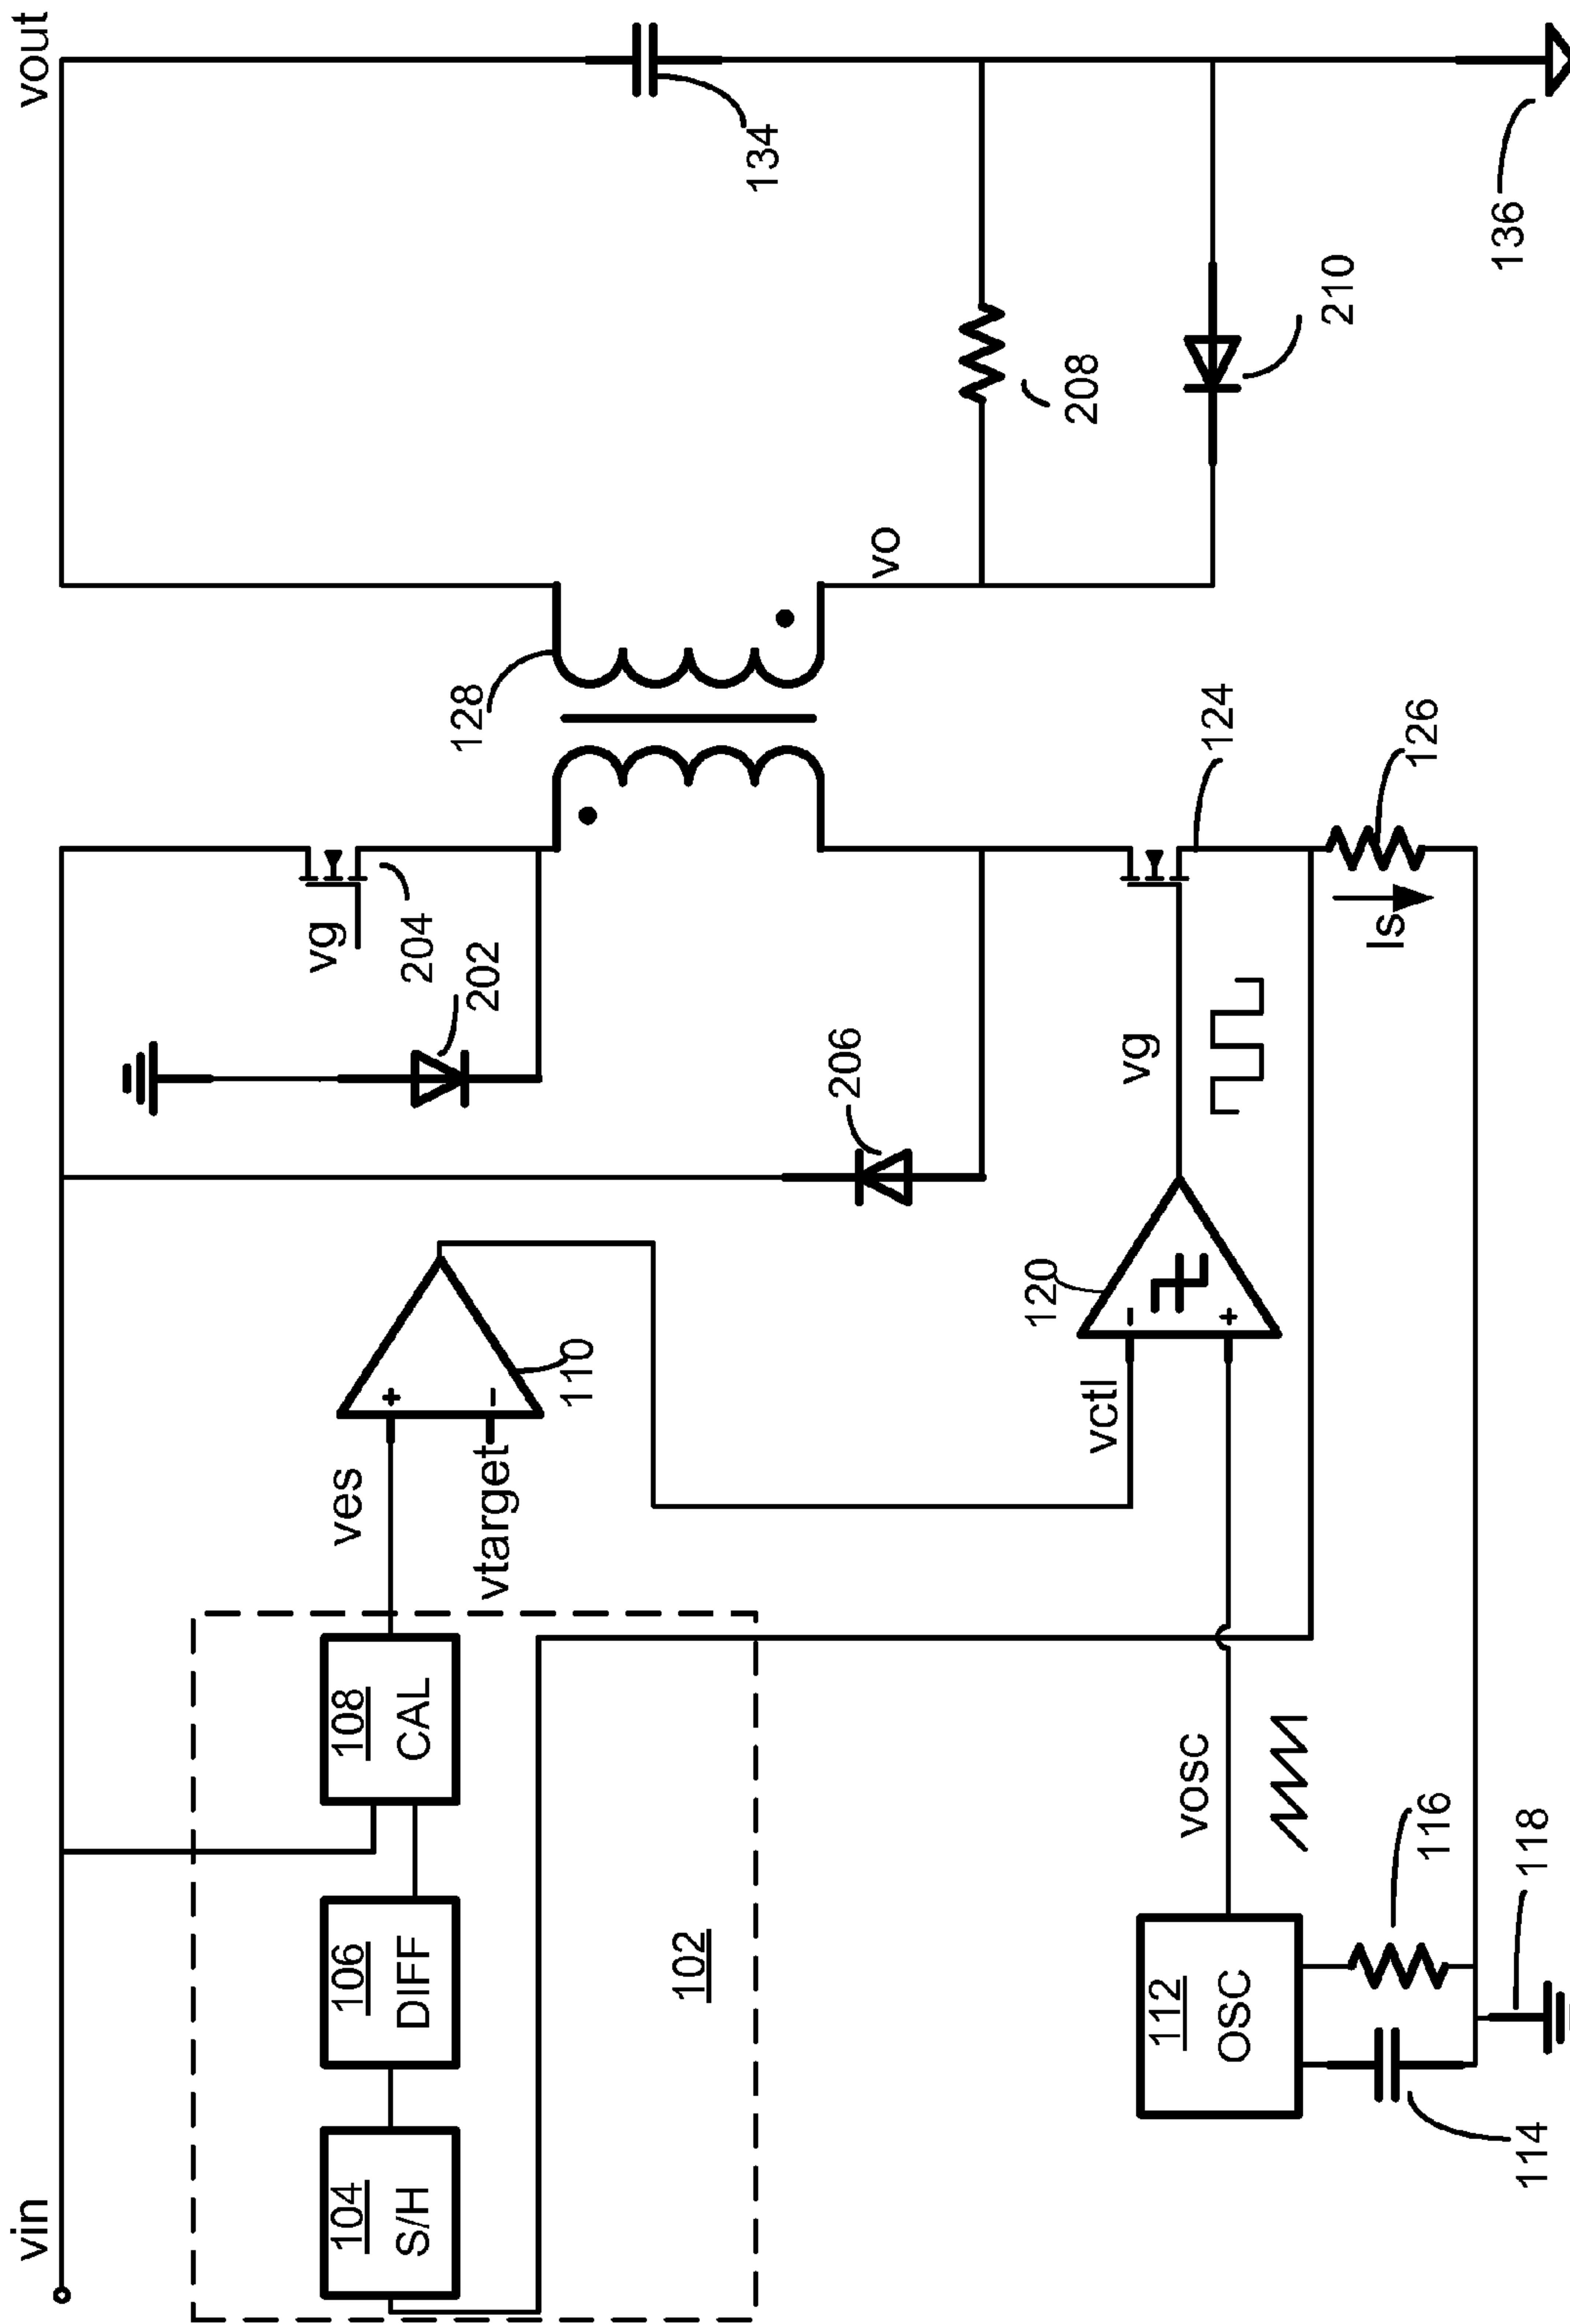 vin
vout
104
S/H
106
DIFF
108
CAL
102
ves
vtarget
+
-
110
vg
204
202
206
128
vo
134
208
210
136
112
OSC
vosc
114
116
118
vctl
-
+
120
vg
124
126
Is